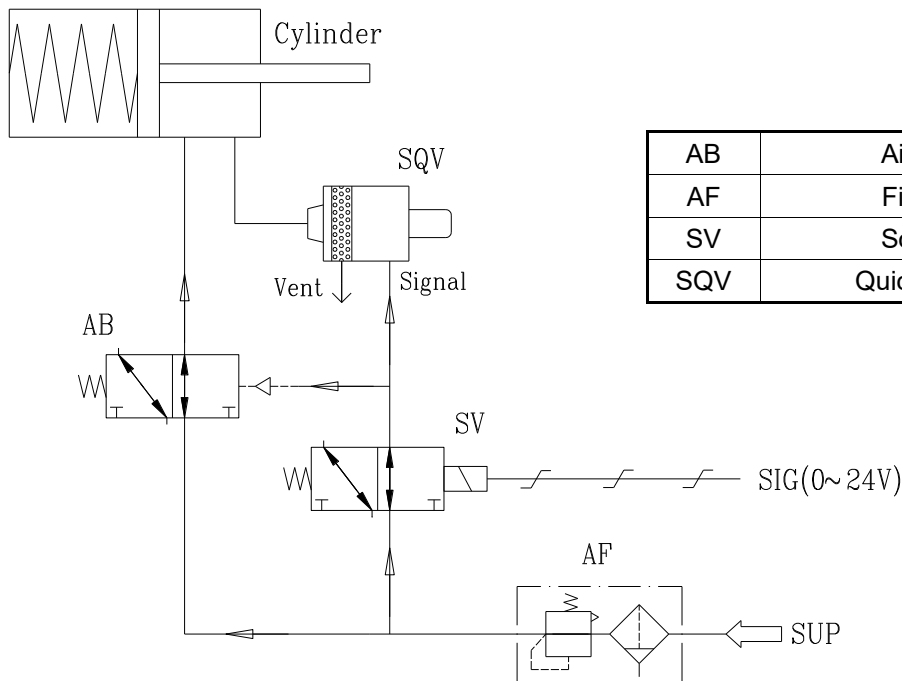 Cylinder
SQV
Vent
Signal
AB
SV
SIG(0~24V)
AF
SUP
AB
AF
SV
SQV